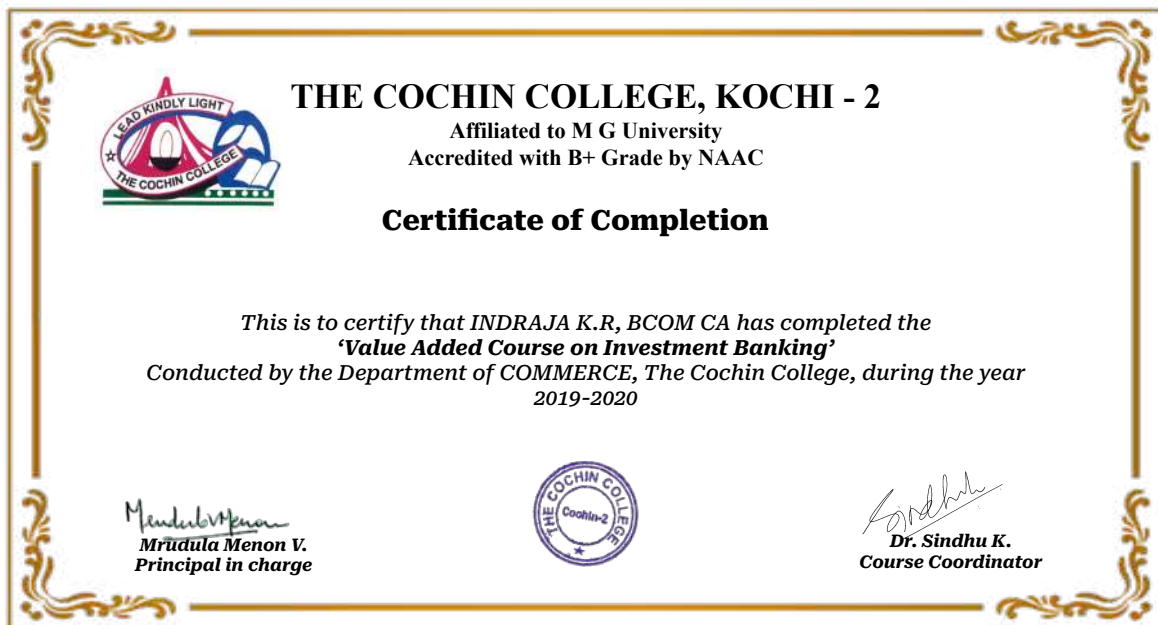 LEAD KINDLY LIGHT
THE COCHIN COLLEGE
THE COCHIN COLLEGE, KOCHI - 2
Affiliated to M G University
Accredited with B+ Grade by NAAC
Certificate of Completion
This is to certify that INDRAJA K.R, BCOM CA has completed the
‘Value Added Course on Investment Banking’
Conducted by the Department of COMMERCE, The Cochin College, during the year
2019-2020
THE COCHIN COLLEGE
Cochin-2
Sindhu
Mrudula Menon V.
Principal in charge
Dr. Sindhu K.
Course Coordinator